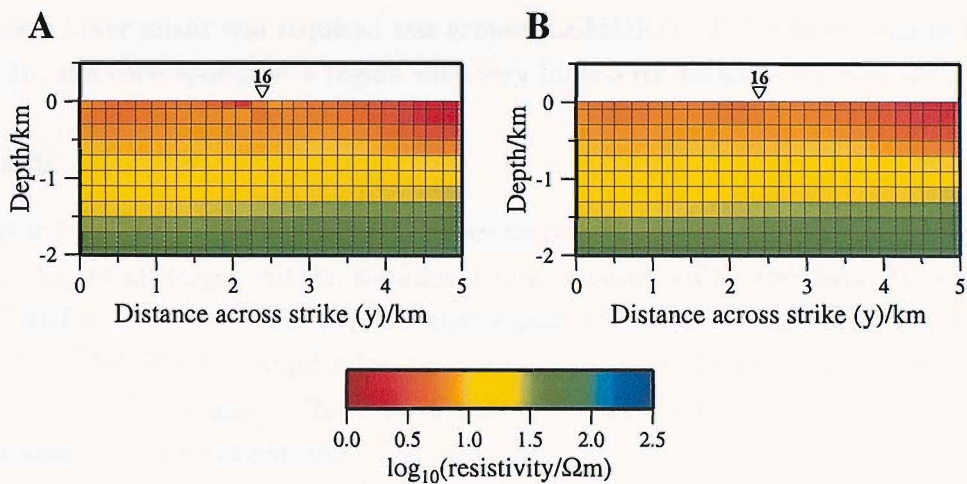 A
B
16
16
0
-1
-2
Depth/km
0 1 2 3 4 5
Distance across strike (y)/km
0
-1
-2
Depth/km
0 1 2 3 4 5
Distance across strike (y)/km
0.0 0.5 1.0 1.5 2.0 2.5
log₁₀(resistivity/Ωm)